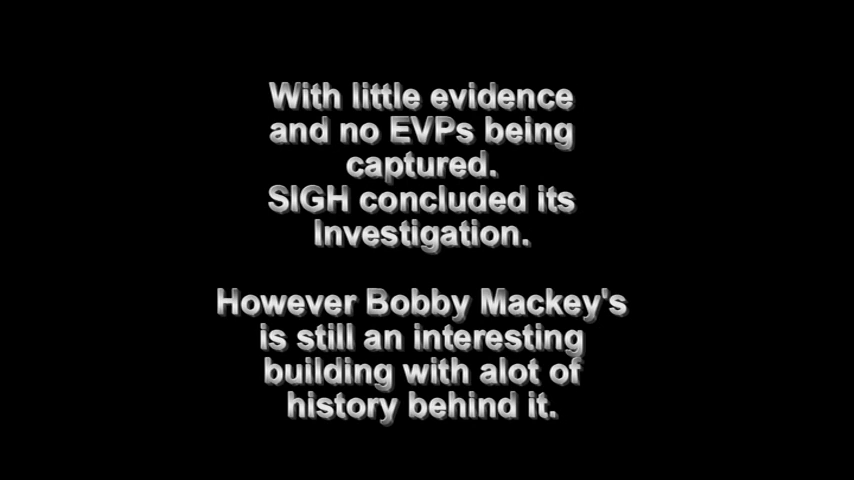 With little evidence
and no EVPs being
captured.
SIGH concluded its
Investigation.
However Bobby Mackey's
is still an interesting
building with alot of
history behind it.